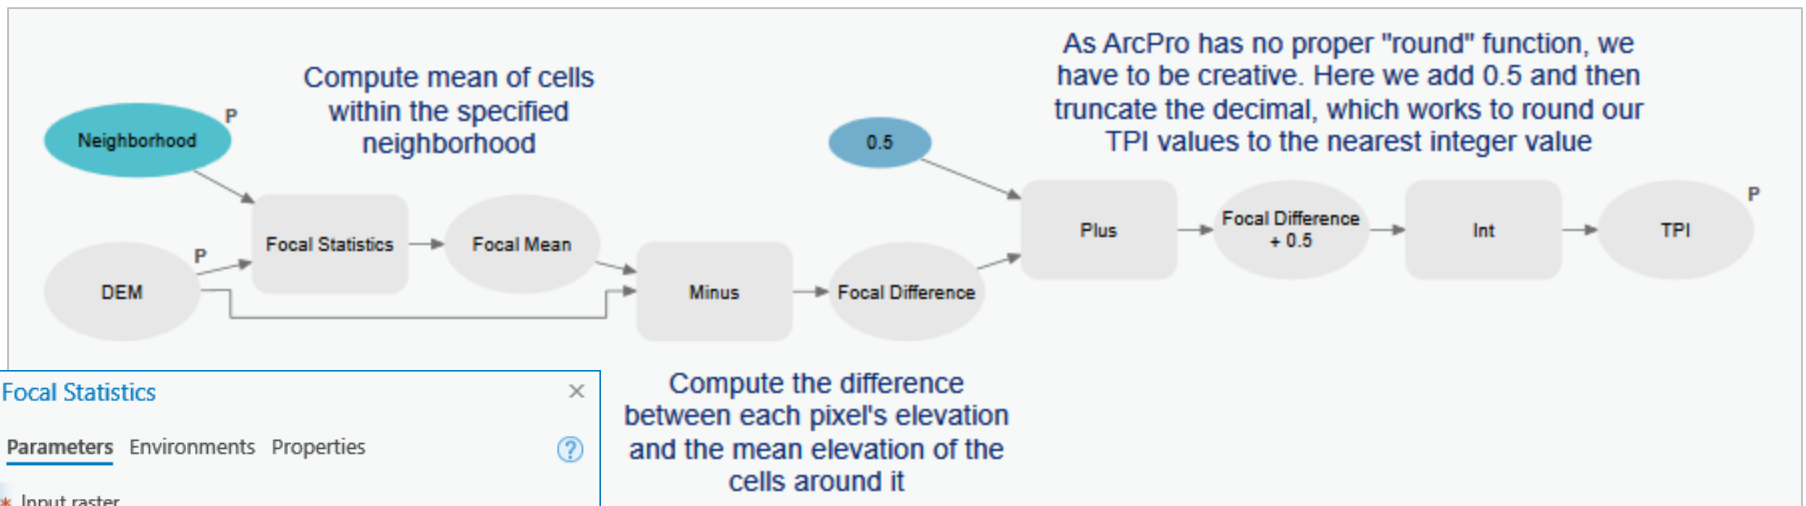 As ArcPro has no proper "round" function, we
have to be creative. Here we add 0.5 and then
truncate the decimal, which works to round our
TPI values to the nearest integer value
Compute mean of cells
within the specified
neighborhood
Neighborhood
P
0.5
DEM
P
Focal Statistics
Focal Mean
Minus
Focal Difference
Plus
Focal Difference
+ 0.5
Int
TPI
P
Compute the difference
between each pixel's elevation
and the mean elevation of the
cells around it
Focal Statistics
×
Parameters Environments Properties
?
* Input raster